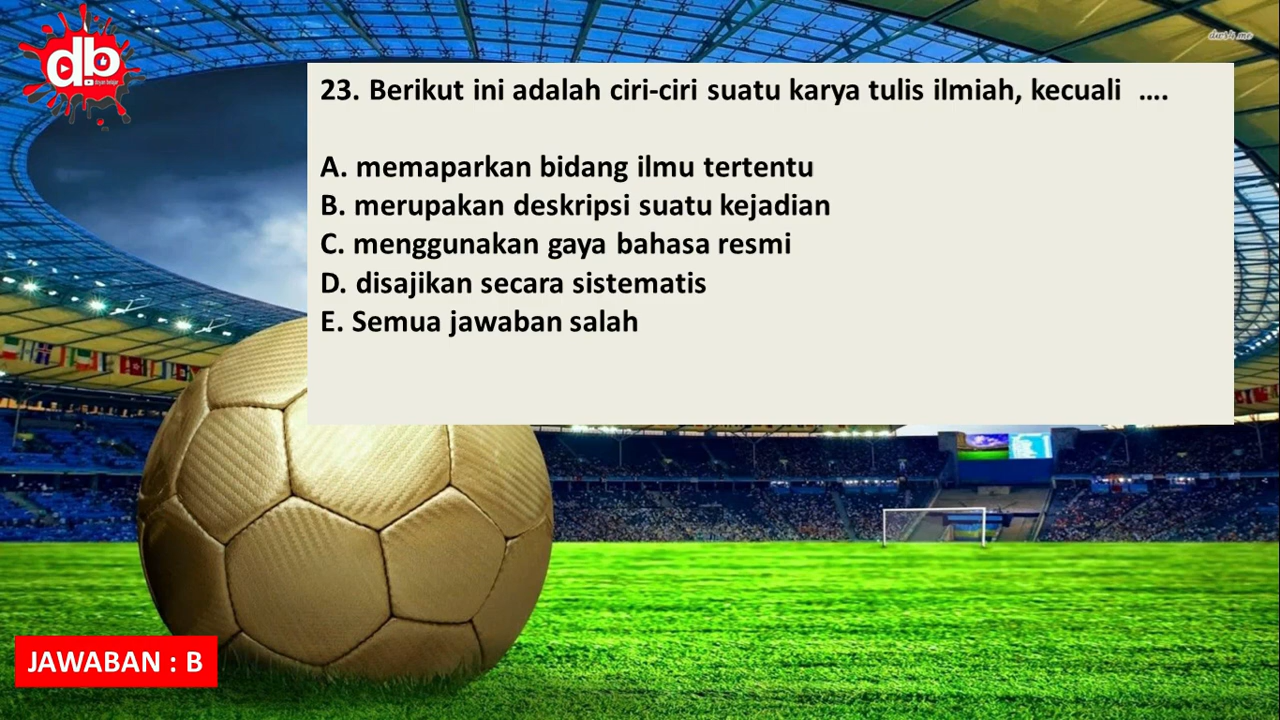 db
23. Berikut ini adalah ciri-ciri suatu karya tulis ilmiah, kecuali ....
A. memaparkan bidang ilmu tertentu
B. merupakan deskripsi suatu kejadian
C. menggunakan gaya bahasa resmi
D. disajikan secara sistematis
E. Semua jawaban salah
JAWABAN : B